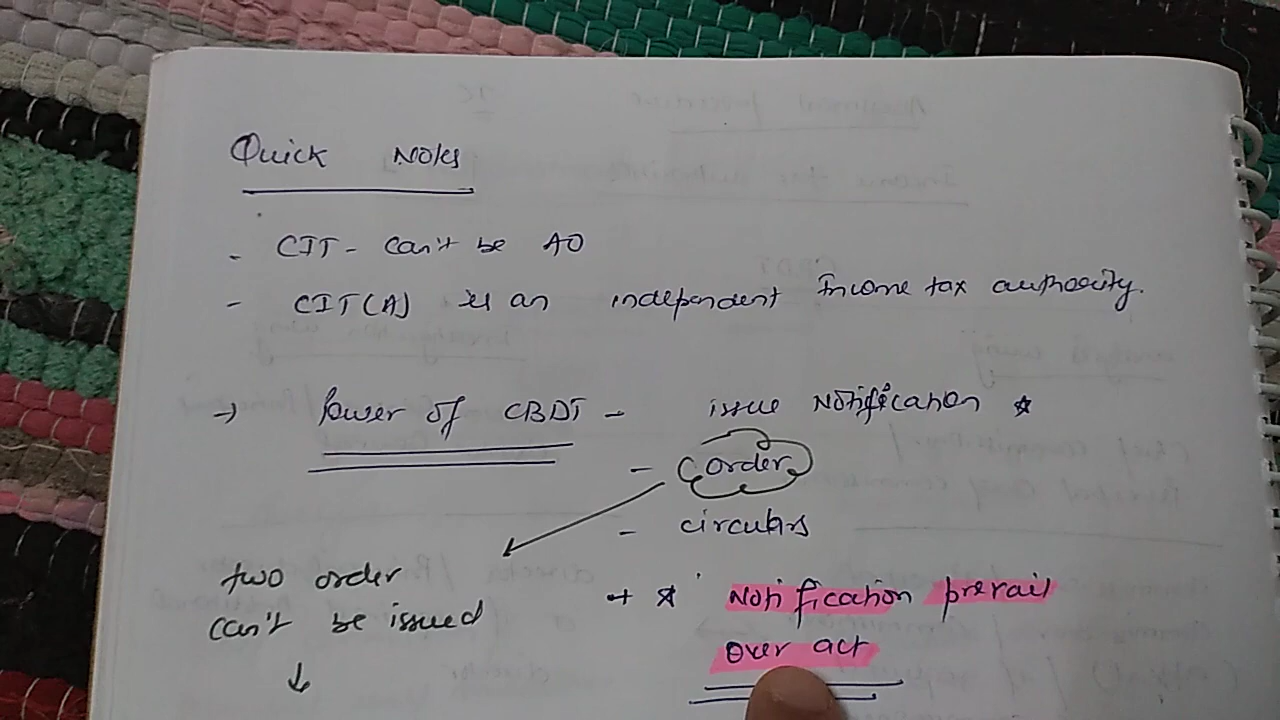 Quick Notes
- CIT - can't be AO
- CIT(A) is an independent Income tax authority.
→ Power of CBDT - issue Notification ☆
- order
- circulars
two order
can't be issued
↓
→ ☆ Notification prevail
over act